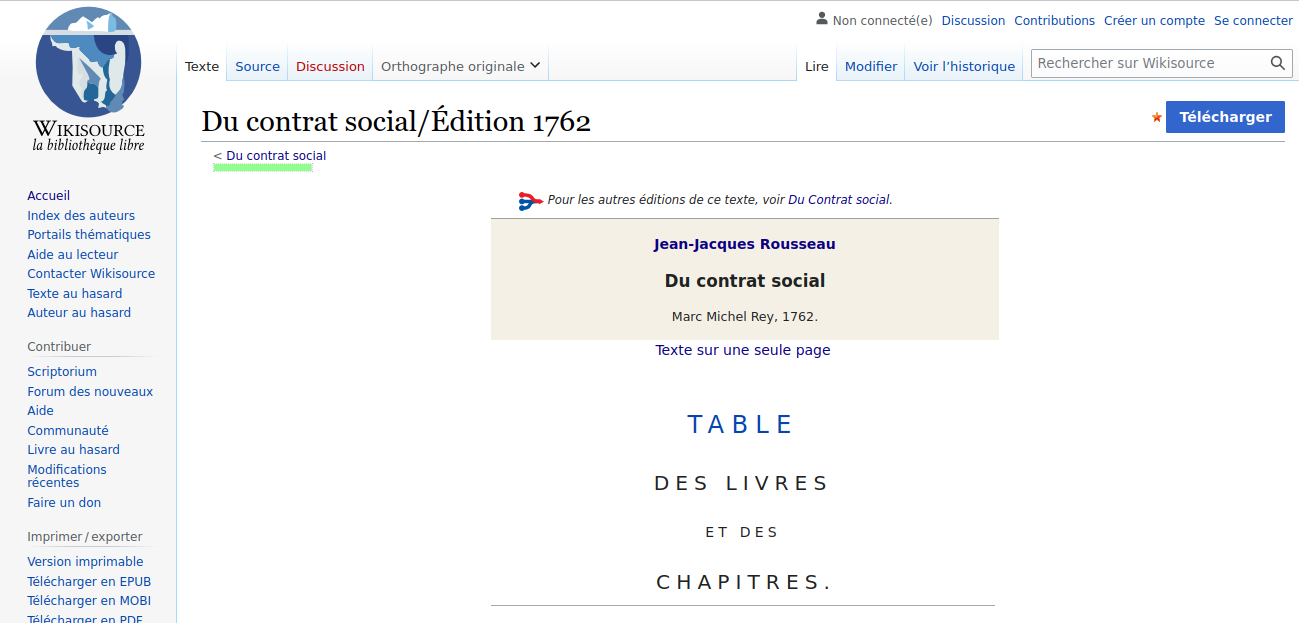 Non connecté(e) Discussion Contributions Créer un compte Se connecter
Texte Source Discussion Orthographe originale Lire Modifier Voir l’historique Rechercher sur Wikisource
WIKISOURCE
la bibliothèque libre
Du contrat social/Édition 1762
Télécharger
< Du contrat social
Accueil
Index des auteurs
Portails thématiques
Aide au lecteur
Contacter Wikisource
Texte au hasard
Auteur au hasard
Contribuer
Scriptorium
Forum des nouveaux
Aide
Communauté
Livre au hasard
Modifications
récentes
Faire un don
Imprimer / exporter
Version imprimable
Télécharger en EPUB
Télécharger en MOBI
Télécharger en PDF
Pour les autres éditions de ce texte, voir Du Contrat social.
Jean-Jacques Rousseau
Du contrat social
Marc Michel Rey, 1762.
Texte sur une seule page
TABLE
DES LIVRES
ET DES
CHAPITRES.